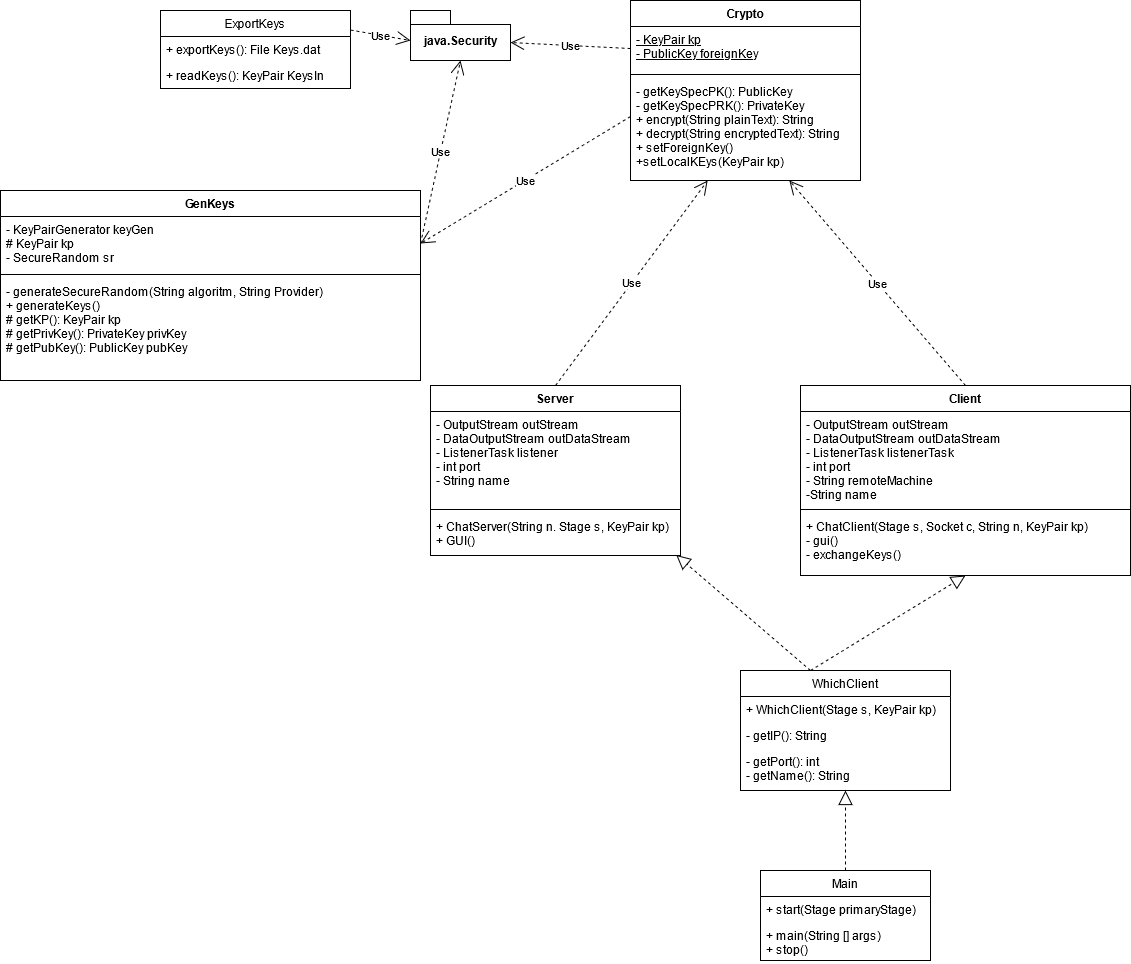 ExportKeys
+ exportKeys(): File Keys.dat
+ readKeys(): KeyPair KeysIn
Use
java.Security
Use
Crypto
- KeyPair kp
- PublicKey foreignKey
- getKeySpecPK(): PublicKey
- getKeySpecPRK(): PrivateKey
+ encrypt(String plainText): String
+ decrypt(String encryptedText): String
+ setForeignKey()
+setLocalKEys(KeyPair kp)
Use
Use
GenKeys
- KeyPairGenerator keyGen
# KeyPair kp
- SecureRandom sr
- generateSecureRandom(String algoritm, String Provider)
+ generateKeys()
# getKP(): KeyPair kp
# getPrivKey(): PrivateKey privKey
# getPubKey(): PublicKey pubKey
Use
Use
Server
- OutputStream outStream
- DataOutputStream outDataStream
- ListenerTask listener
- int port
- String name
+ ChatServer(String n. Stage s, KeyPair kp)
+ GUI()
Client
- OutputStream outStream
- DataOutputStream outDataStream
- ListenerTask listenerTask
- int port
- String remoteMachine
-String name
+ ChatClient(Stage s, Socket c, String n, KeyPair kp)
- gui()
- exchangeKeys()
WhichClient
+ WhichClient(Stage s, KeyPair kp)
- getIP(): String
- getPort(): int
- getName(): String
Main
+ start(Stage primaryStage)
+ main(String [] args)
+ stop()